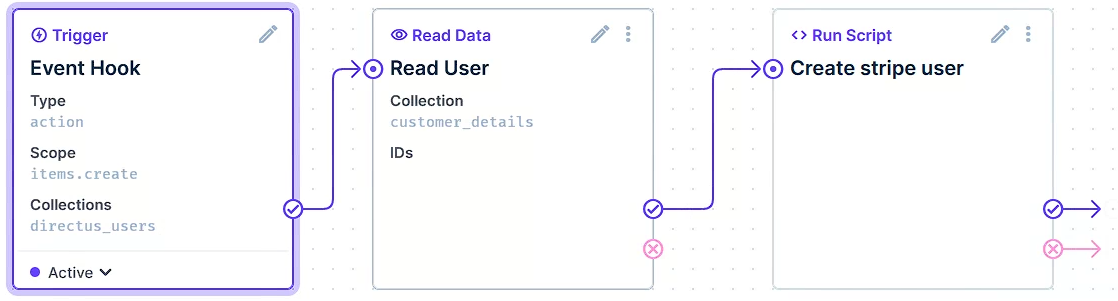 Trigger
Event Hook
Type
action
Scope
items.create
Collections
directus_users
Active
Read Data
Read User
Collection
customer_details
IDs
Run Script
Create stripe user